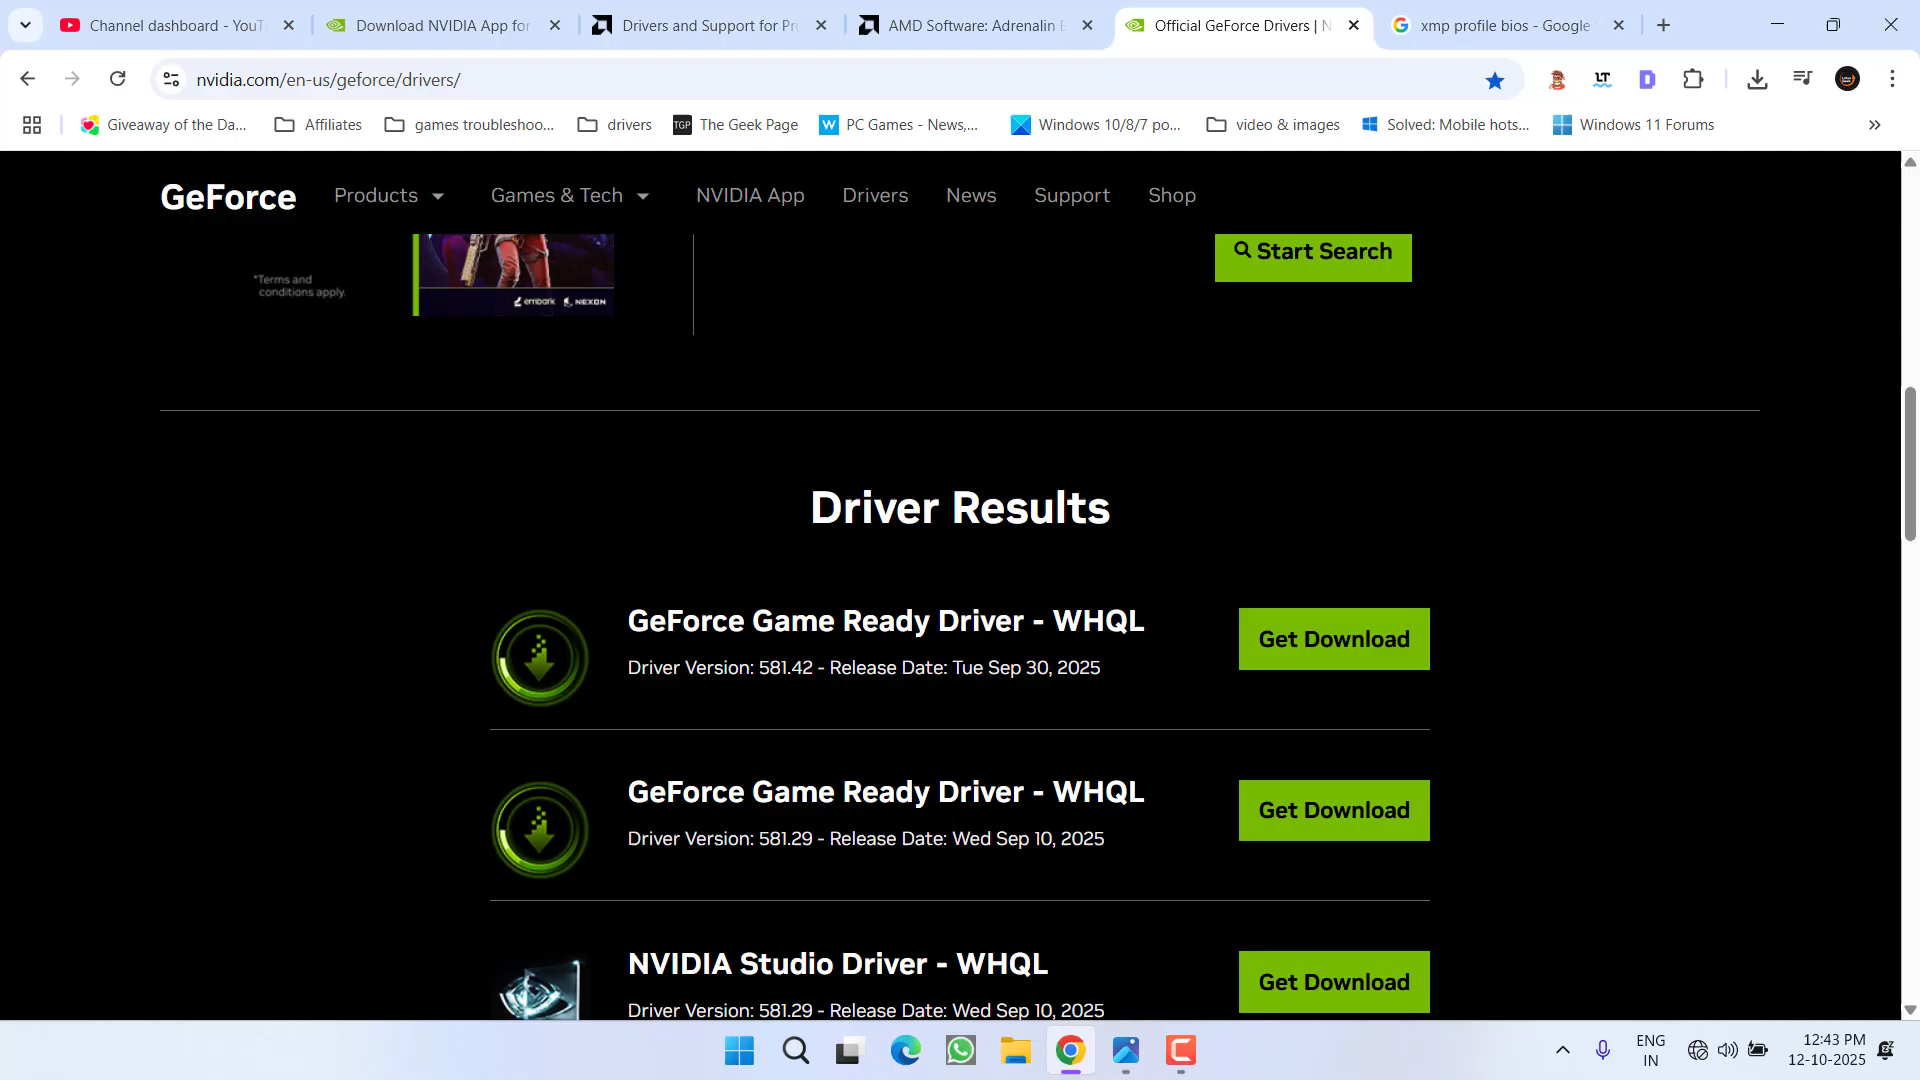 Channel dashboard - YouT
Download NVIDIA App for
Drivers and Support for Pr
AMD Software: Adrenalin E
Official GeForce Drivers | N
xmp profile bios - Google
nvidia.com/en-us/geforce/drivers/
Giveaway of the Da...
Affiliates
games troubleshoo...
drivers
TGP
The Geek Page
W
PC Games - News,...
Windows 10/8/7 po...
video & images
Solved: Mobile hots...
Windows 11 Forums
GeForce
Products
Games & Tech
NVIDIA App
Drivers
News
Support
Shop
*Terms and
conditions apply.
embark
NEXON
Start Search
Driver Results
GeForce Game Ready Driver - WHQL
Driver Version: 581.42 - Release Date: Tue Sep 30, 2025
Get Download
GeForce Game Ready Driver - WHQL
Driver Version: 581.29 - Release Date: Wed Sep 10, 2025
Get Download
NVIDIA Studio Driver - WHQL
Driver Version: 581.29 - Release Date: Wed Sep 10, 2025
Get Download
ENG
IN
12:43 PM
12-10-2025